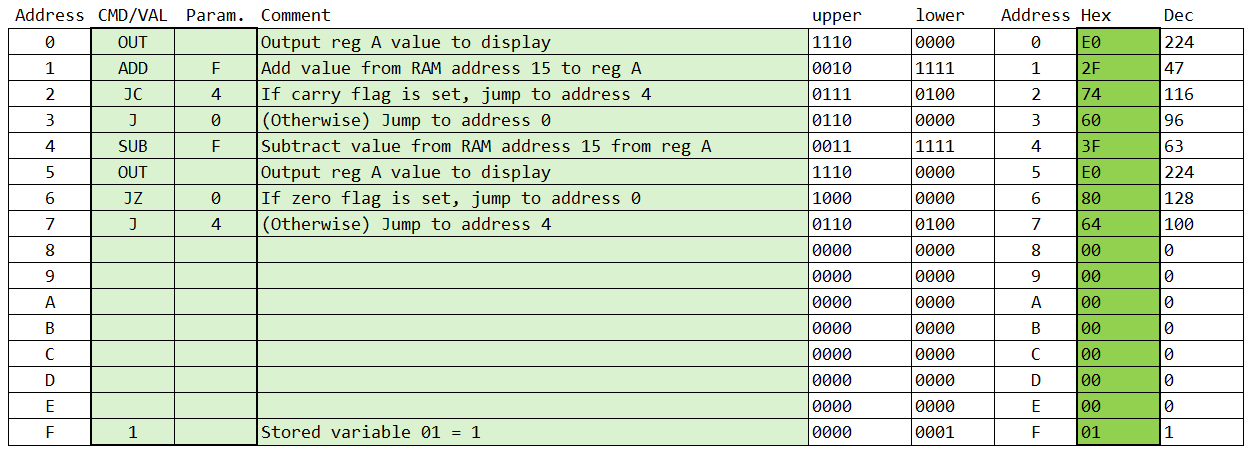 Address CMD/VAL Param. Comment upper lower Address Hex Dec
0 OUT Output reg A value to display 1110 0000 0 E0 224
1 ADD F Add value from RAM address 15 to reg A 0010 1111 1 2F 47
2 JC 4 If carry flag is set, jump to address 4 0111 0100 2 74 116
3 J 0 (Otherwise) Jump to address 0 0110 0000 3 60 96
4 SUB F Subtract value from RAM address 15 from reg A 0011 1111 4 3F 63
5 OUT Output reg A value to display 1110 0000 5 E0 224
6 JZ 0 If zero flag is set, jump to address 0 1000 0000 6 80 128
7 J 4 (Otherwise) Jump to address 4 0110 0100 7 64 100
8 0000 0000 8 00 0
9 0000 0000 9 00 0
A 0000 0000 A 00 0
B 0000 0000 B 00 0
C 0000 0000 C 00 0
D 0000 0000 D 00 0
E 0000 0000 E 00 0
F 1 Stored variable 01 = 1 0000 0001 F 01 1